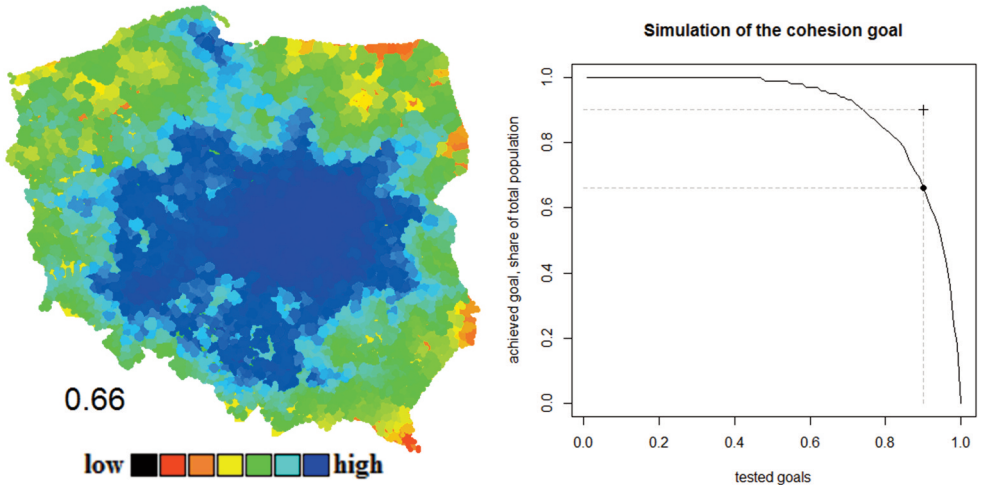 0.66
low high
Simulation of the cohesion goal
achieved goal, share of total population
1.0
0.8
0.6
0.4
0.2
0.0
0.0 0.2 0.4 0.6 0.8 1.0
tested goals